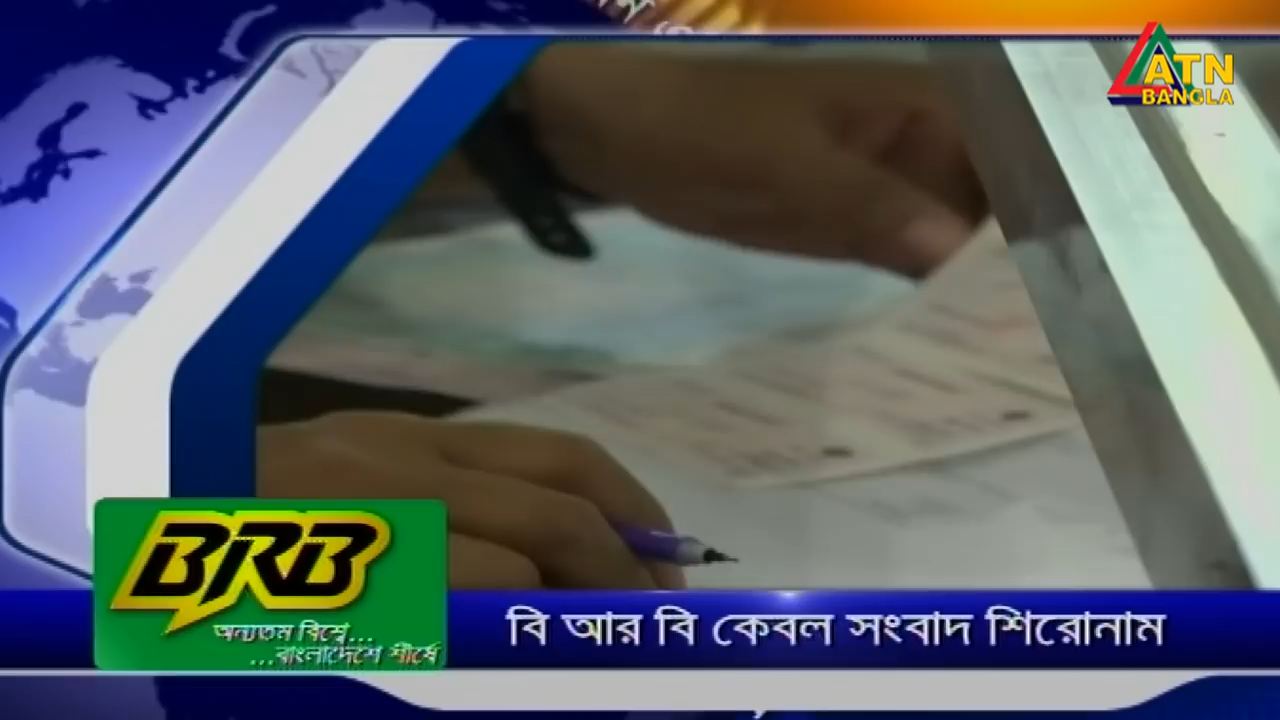 ATN
BANGLA
BRB
অন্যতম বিশ্বে...
...বাংলাদেশে শীর্ষে
বি আর বি কেবল সংবাদ শিরোনাম